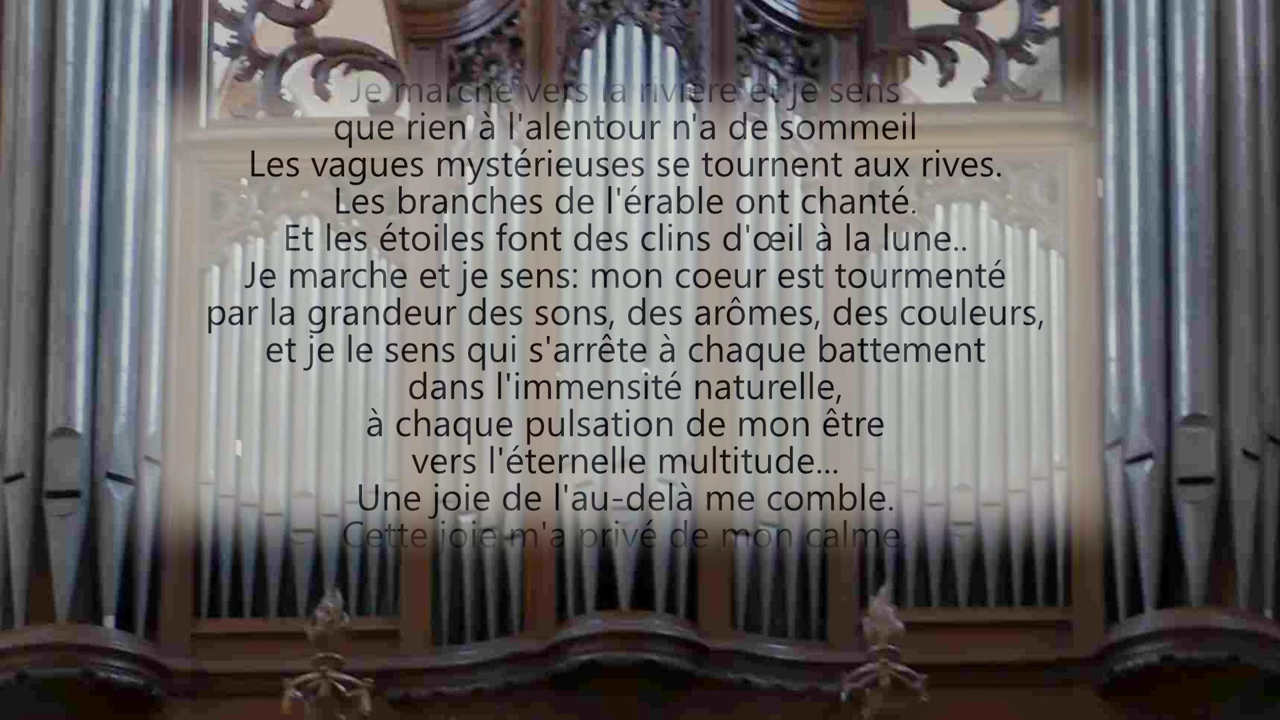 Je marche vers la rivière et je sens
que rien à l'alentour n'a de sommeil
Les vagues mystérieuses se tournent aux rives.
Les branches de l'érable ont chanté.
Et les étoiles font des clins d'œil à la lune..
Je marche et je sens: mon coeur est tourmenté
par la grandeur des sons, des arômes, des couleurs,
et je le sens qui s'arrête à chaque battement
dans l'immensité naturelle,
à chaque pulsation de mon être
vers l'éternelle multitude...
Une joie de l'au-delà me comble.
Cette joie m'a privé de mon calme.